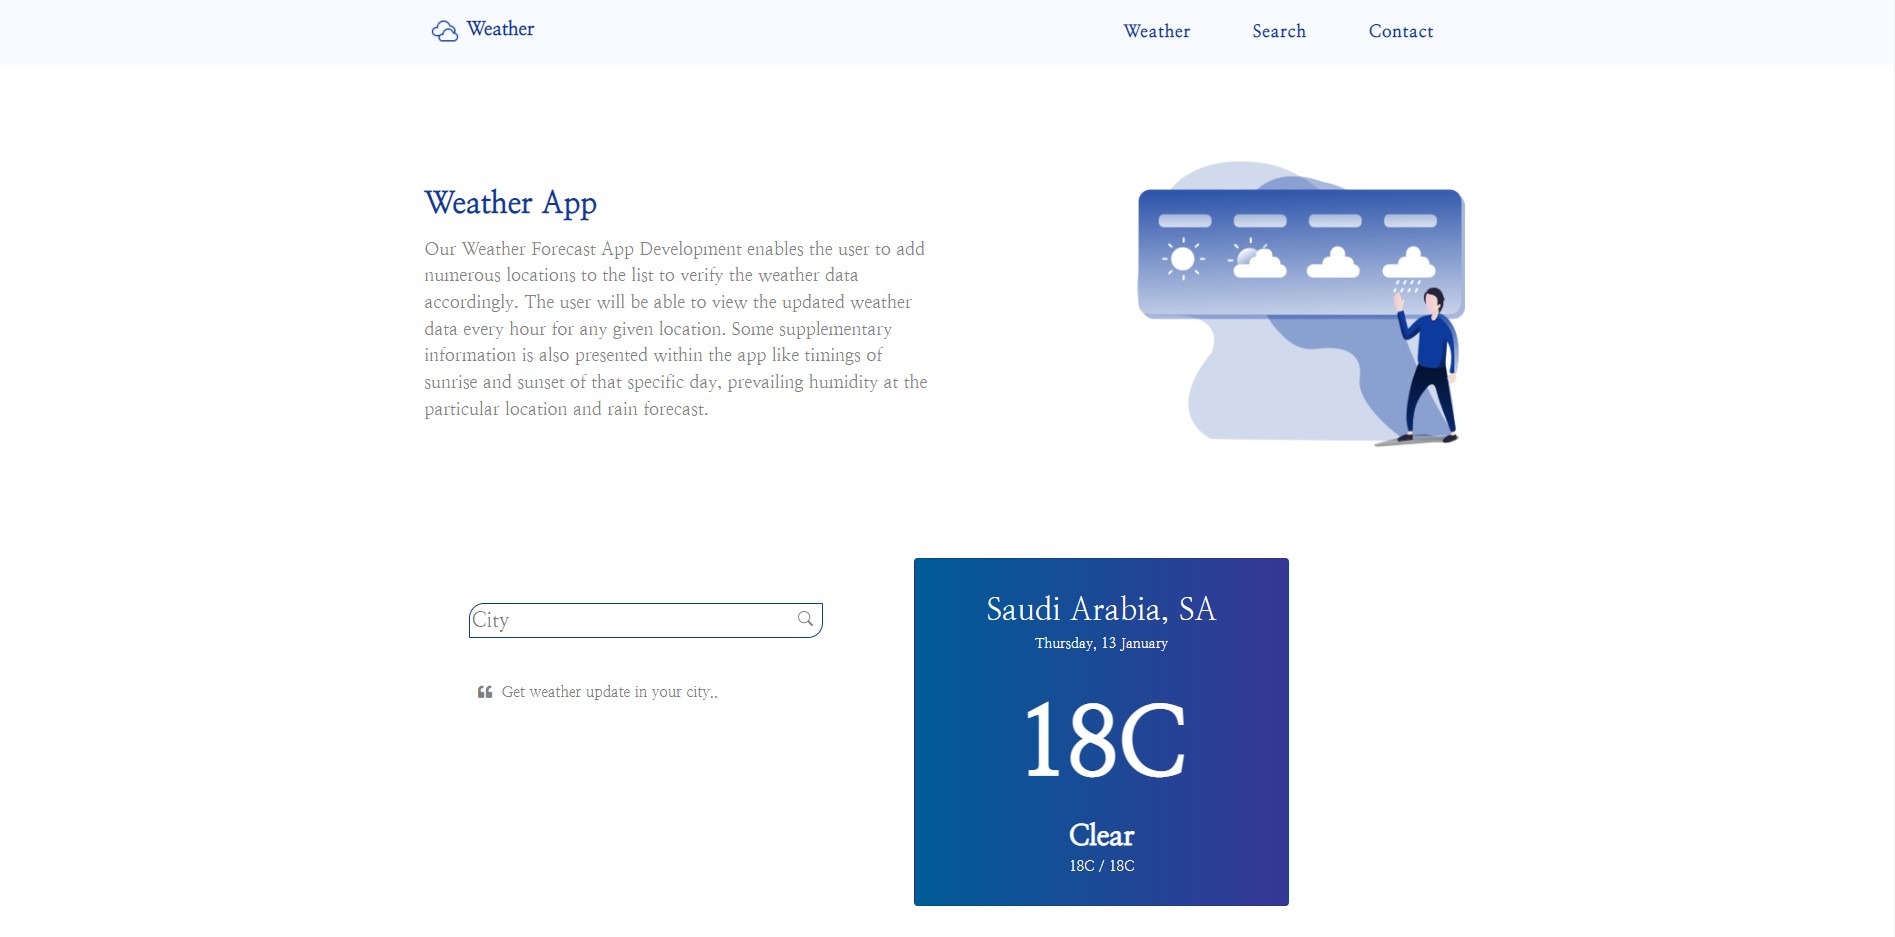 Weather
Weather Search Contact
Weather App
Our Weather Forecast App Development enables the user to add
numerous locations to the list to verify the weather data
accordingly. The user will be able to view the updated weather
data every hour for any given location. Some supplementary
information is also presented within the app like timings of
sunrise and sunset of that specific day, prevailing humidity at the
particular location and rain forecast.
City
Get weather update in your city..
Saudi Arabia, SA
Thursday, 13 January
18C
Clear
18C / 18C